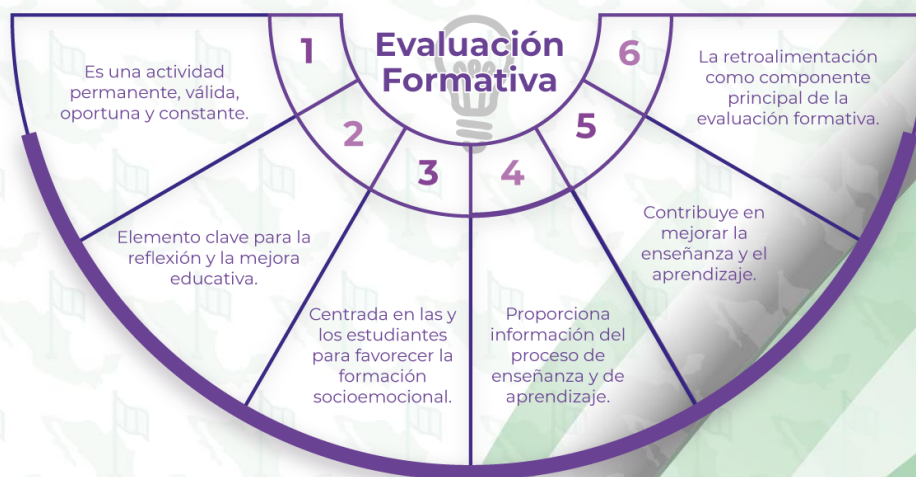 Evaluación
Formativa
1
Es una actividad
permanente, válida,
oportuna y constante.
2
Elemento clave para la
reflexión y la mejora
educativa.
3
Centrada en las y
los estudiantes
para favorecer la
formación
socioemocional.
4
Proporciona
información del
proceso de
enseñanza y de
aprendizaje.
5
Contribuye en
mejorar la
enseñanza y el
aprendizaje.
6
La retroalimentación
como componente
principal de la
evaluación formativa.